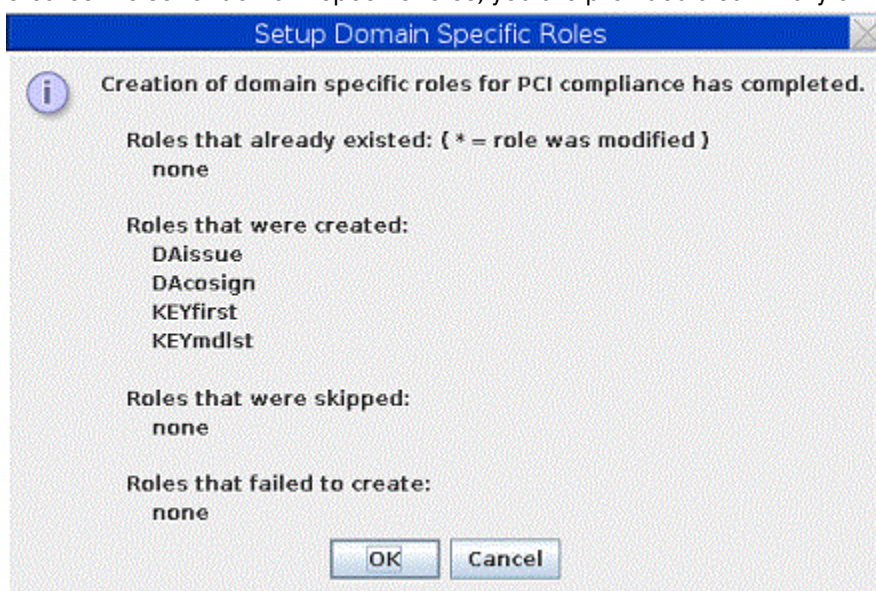 Setup Domain Specific Roles
Creation of domain specific roles for PCI compliance has completed.
Roles that already existed: ( * = role was modified )
none
Roles that were created:
DAissue
DAcosign
KEYfirst
KEYmdlst
Roles that were skipped:
none
Roles that failed to create:
none
OK Cancel